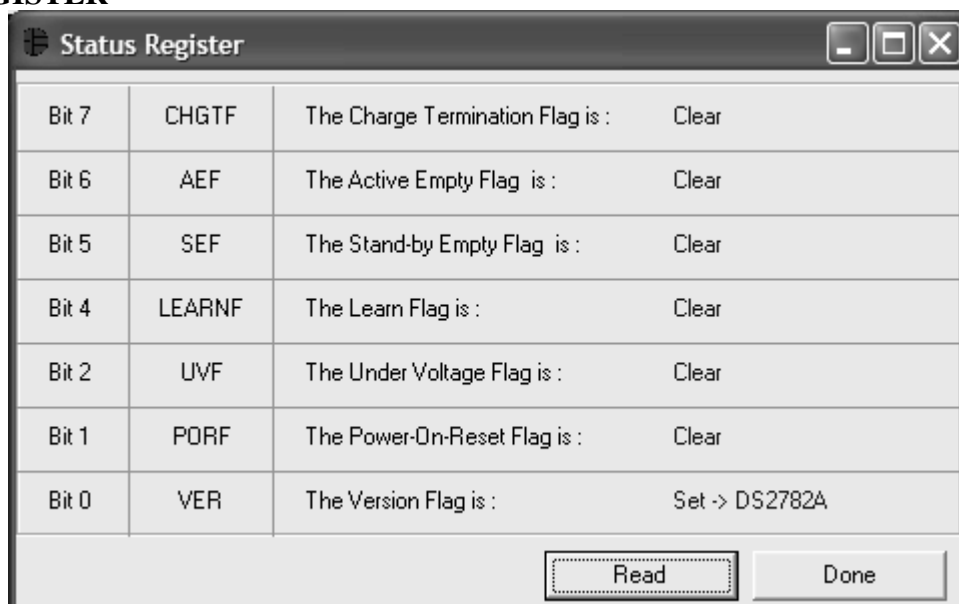 Status Register
Bit 7 CHGTF The Charge Termination Flag is : Clear
Bit 6 AEF The Active Empty Flag is : Clear
Bit 5 SEF The Stand-by Empty Flag is : Clear
Bit 4 LEARNF The Learn Flag is : Clear
Bit 2 UVF The Under Voltage Flag is : Clear
Bit 1 PORF The Power-On-Reset Flag is : Clear
Bit 0 VER The Version Flag is : Set -> DS2782A
Read Done